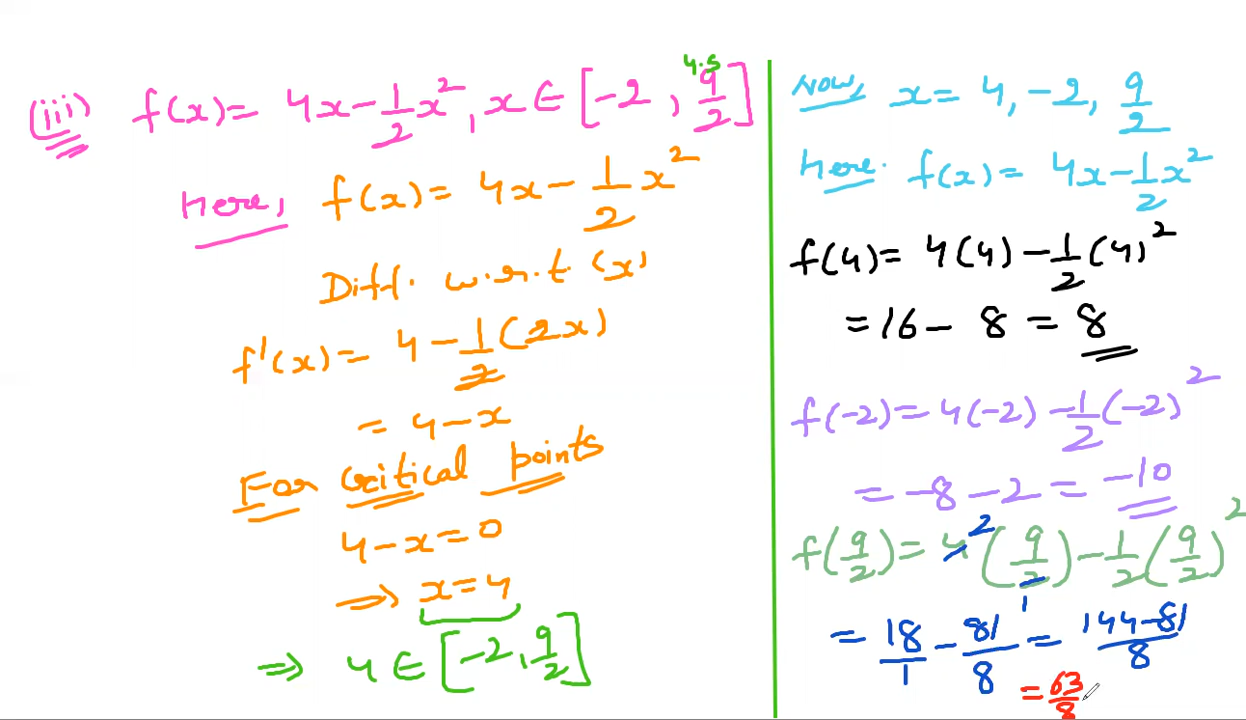 (iii) f(x) = 4x - 1/2 x², x ∈ [-2, 9/2] 4.5
Here, f(x) = 4x - 1/2 x²
Diff. w.r.t. (x)
f'(x) = 4 - 1/2 (2x)
= 4 - x
For critical points
4 - x = 0
⇒ x = 4
⇒ 4 ∈ [-2, 9/2]
Now, x = 4, -2, 9/2
Here. f(x) = 4x - 1/2 x²
f(4) = 4(4) - 1/2 (4)²
= 16 - 8 = 8
f(-2) = 4(-2) - 1/2 (-2)²
= -8 - 2 = -10
f(9/2) = 4 2 (9/2 1) - 1/2 (9/2)²
= 18/1 - 81/8 = 144-81/8
= 63/8